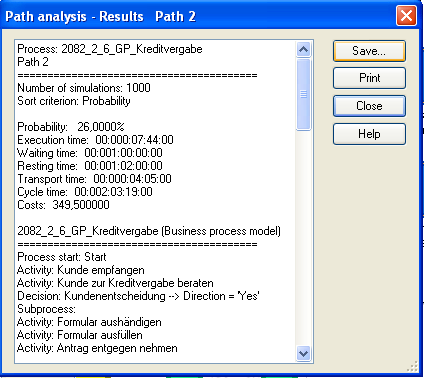 Path analysis - Results   Path 2
Process: 2082_2_6_GP_Kreditvergabe
Path 2
========================================
Number of simulations: 1000
Sort criterion: Probability
Probability:   26,0000%
Execution time:  00:000:07:44:00
Waiting time:  00:001:00:00:00
Resting time:  00:001:02:00:00
Transport time:  00:000:04:05:00
Cycle time:  00:002:03:19:00
Costs:  349,500000
2082_2_6_GP_Kreditvergabe (Business process model)
========================================
Process start: Start
Activity: Kunde empfangen
Activity: Kunde zur Kreditvergabe beraten
Decision: Kundenentscheidung --> Direction = 'Yes'
Subprocess:
Activity: Formular aushändigen
Activity: Formular ausfüllen
Activity: Antrag entgegen nehmen
Save...
Print
Close
Help